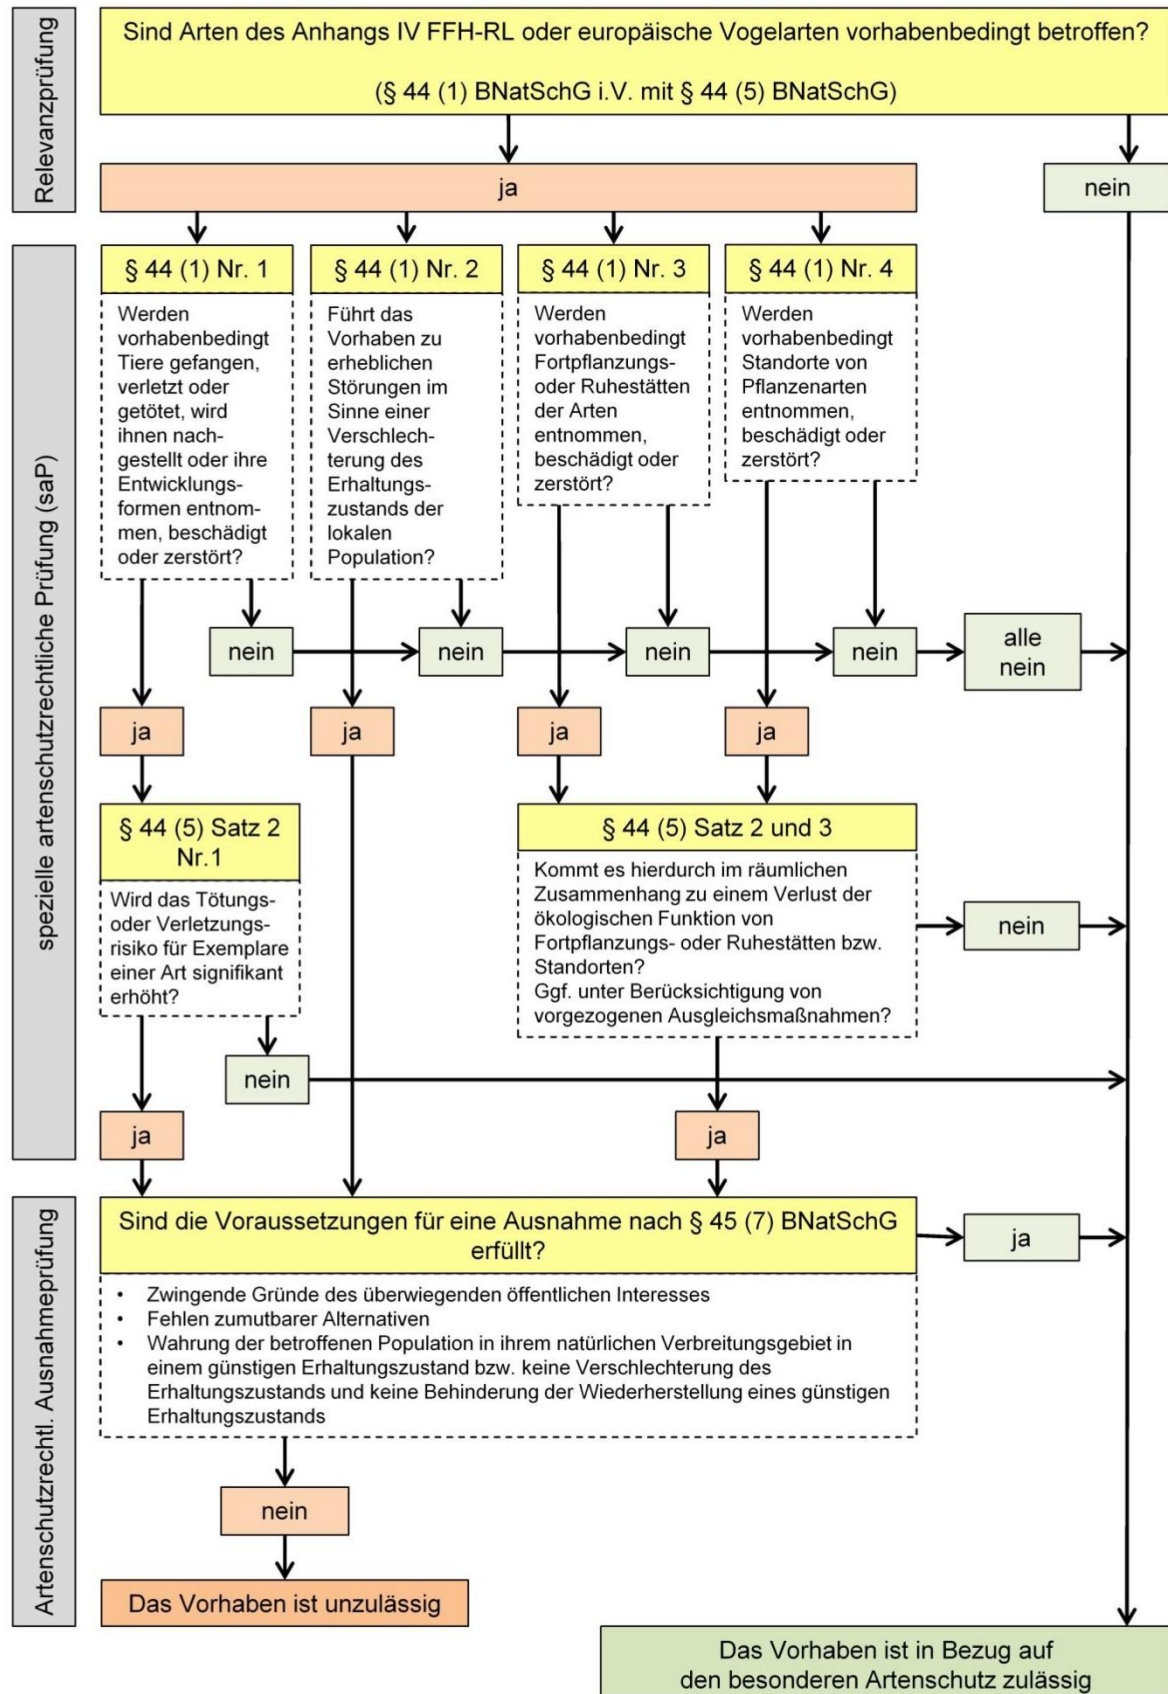 Relevanzprüfung
Sind Arten des Anhangs IV FFH-RL oder europäische Vogelarten vorhabenbedingt betroffen?
(§ 44 (1) BNatSchG i.V. mit § 44 (5) BNatSchG)
ja
nein
spezielle artenschutzrechtliche Prüfung (saP)
§ 44 (1) Nr. 1
Werden
vorhabenbedingt
Tiere gefangen,
verletzt oder
getötet, wird
ihnen nach-
gestellt oder ihre
Entwicklungs-
formen entnom-
men, beschädigt
oder zerstört?
§ 44 (1) Nr. 2
Führt das
Vorhaben zu
erheblichen
Störungen im
Sinne einer
Verschlech-
terung des
Erhaltungs-
zustands der
lokalen
Population?
§ 44 (1) Nr. 3
Werden
vorhabenbedingt
Fortpflanzungs-
oder Ruhestätten
der Arten
entnommen,
beschädigt oder
zerstört?
§ 44 (1) Nr. 4
Werden
vorhabenbedingt
Standorte von
Pflanzenarten
entnommen,
beschädigt oder
zerstört?
nein
nein
nein
nein
alle
nein
ja
ja
ja
ja
§ 44 (5) Satz 2
Nr.1
Wird das Tötungs-
oder Verletzungs-
risiko für Exemplare
einer Art signifikant
erhöht?
§ 44 (5) Satz 2 und 3
Kommt es hierdurch im räumlichen
Zusammenhang zu einem Verlust der
ökologischen Funktion von
Fortpflanzungs- oder Ruhestätten bzw.
Standorten?
Ggf. unter Berücksichtigung von
vorgezogenen Ausgleichsmaßnahmen?
nein
nein
ja
ja
Artenschutzrechtl. Ausnahmeprüfung
Sind die Voraussetzungen für eine Ausnahme nach § 45 (7) BNatSchG
erfüllt?
• Zwingende Gründe des überwiegenden öffentlichen Interesses
• Fehlen zumutbarer Alternativen
• Wahrung der betroffenen Population in ihrem natürlichen Verbreitungsgebiet in
einem günstigen Erhaltungszustand bzw. keine Verschlechterung des
Erhaltungszustands und keine Behinderung der Wiederherstellung eines günstigen
Erhaltungszustands
ja
nein
Das Vorhaben ist unzulässig
Das Vorhaben ist in Bezug auf
den besonderen Artenschutz zulässig